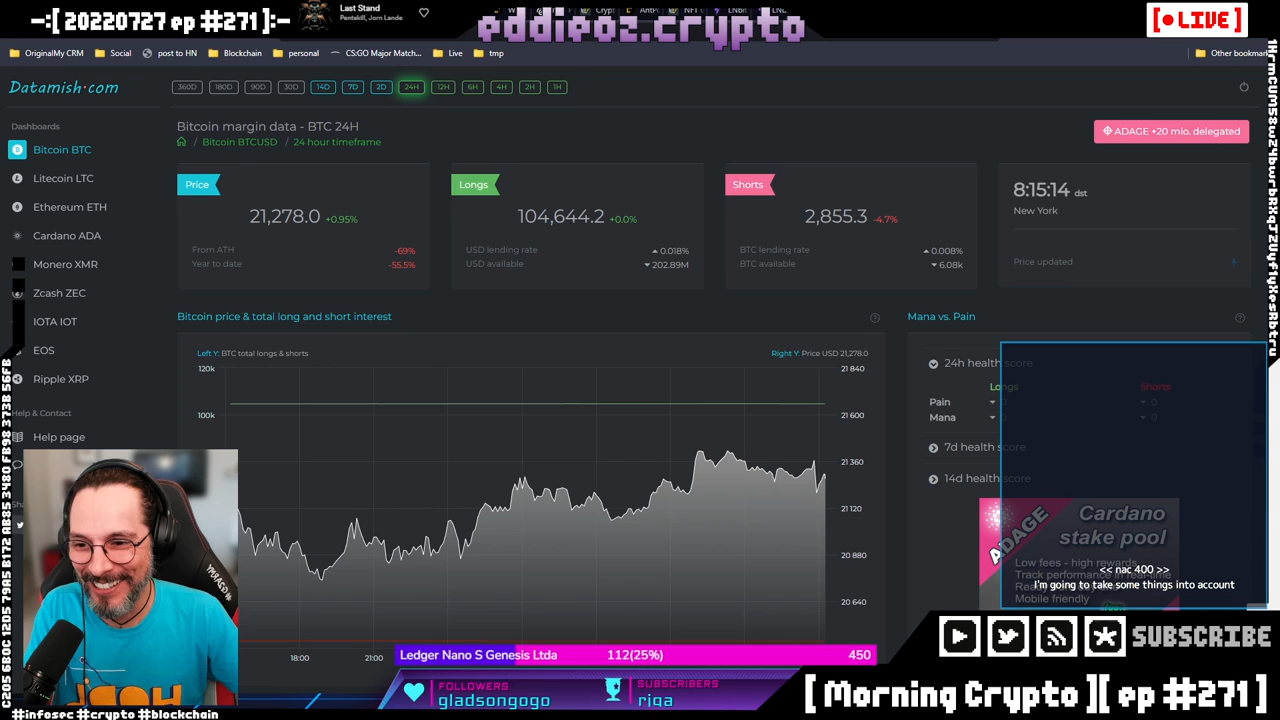 -:[ 20220727 ep #271 ]:-
Last Stand
Pentakill, Jorn Lande
eddieoz.crypto
[ ● LIVE ]
OriginalMy CRM
Social
post to HN
Blockchain
personal
CS:GO Major Match...
Live
tmp
Other bookmar
Datamish.com
360D 180D 90D 30D 14D 7D 2D 24H 12H 6H 4H 2H 1H
Dashboards
Bitcoin BTC
Litecoin LTC
Ethereum ETH
Cardano ADA
Monero XMR
Zcash ZEC
IOTA IOT
EOS
Ripple XRP
Help & Contact
Help page
Bitcoin margin data - BTC 24H
Bitcoin BTCUSD / 24 hour timeframe
ADAGE +20 mio. delegated
Price
21,278.0 +0.95%
From ATH -69%
Year to date -55.5%
Longs
104,644.2 +0.0%
USD lending rate 0.018%
USD available 202.89M
Shorts
2,855.3 -4.7%
BTC lending rate 0.008%
BTC available 6.08k
8:15:14 dst
New York
Price updated
Bitcoin price & total long and short interest
Left Y: BTC total longs & shorts
Right Y: Price USD 21,278.0
120k
100k
21 840
21 600
21 360
21 120
20 880
20 640
18:00
21:00
Mana vs. Pain
24h health score
Longs Shorts
Pain 0 0
Mana 0 0
7d health score
14d health score
ADAGE
Cardano
stake pool
Low fees - high rewards
Track performance in real-time
Mobile friendly
<< nac 400 >>
I'm going to take some things into account
Ledger Nano S Genesis Ltda 112(25%) 450
FOLLOWERS
gladsongogo
SUBSCRIBERS
SUBSCRIBE
[ Morning Crypto ][ ep #271 ]
#infosec #crypto #blockchain